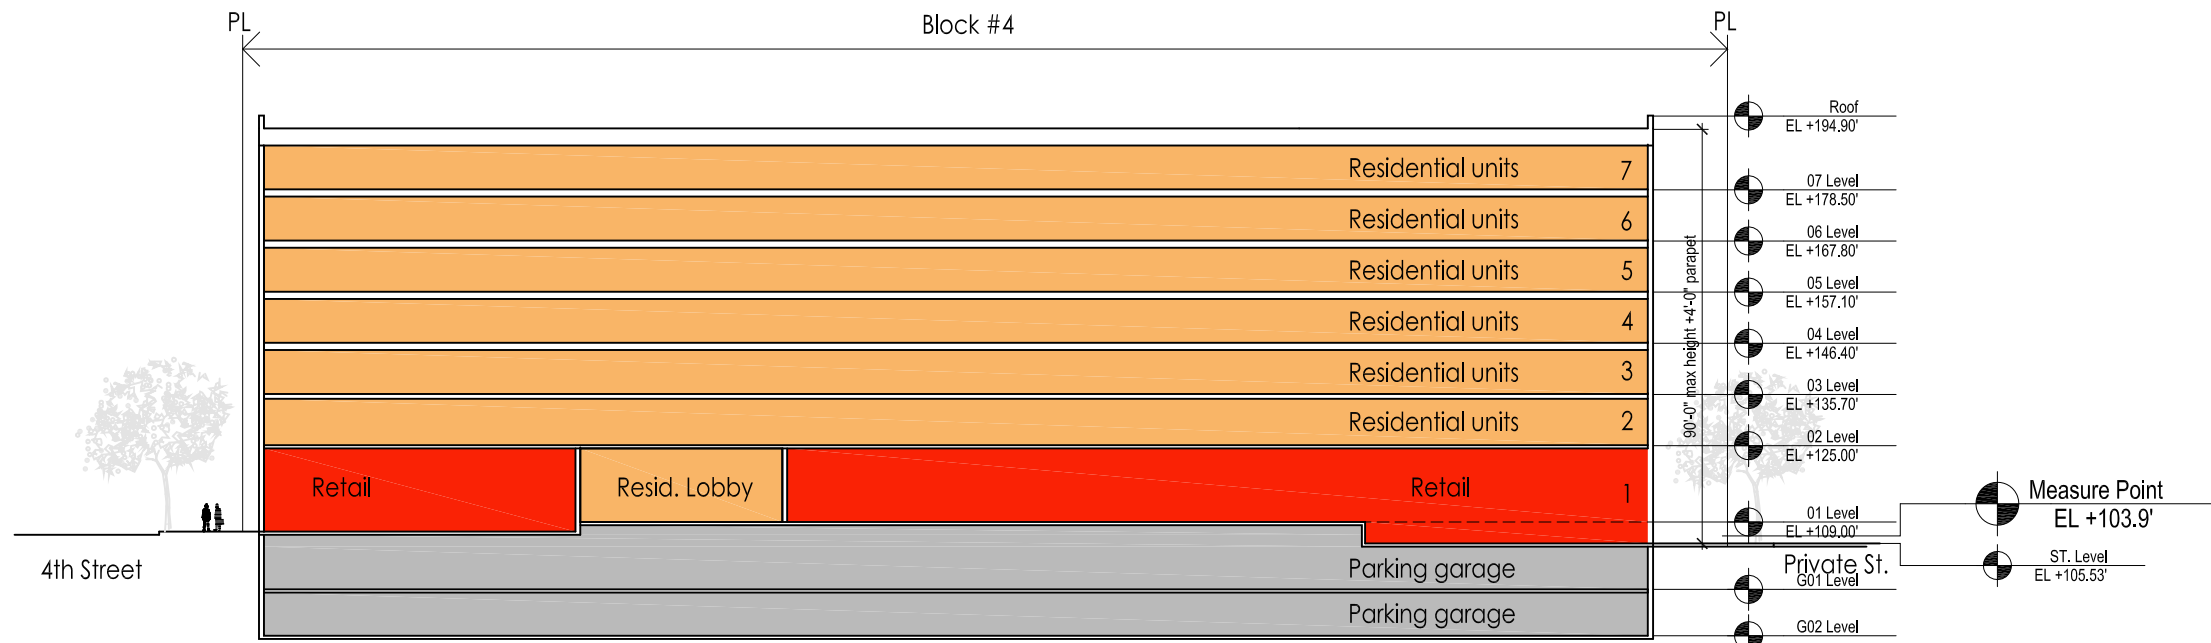 PL
Block #4
PL
Roof
EL +194.90'
Residential units 7
07 Level
EL +178.50'
Residential units 6
06 Level
EL +167.80'
Residential units 5
05 Level
EL +157.10'
Residential units 4
04 Level
EL +146.40'
Residential units 3
03 Level
EL +135.70'
Residential units 2
02 Level
EL +125.00'
90'-0" max height +4'-0" parapet
Retail
Resid. Lobby
Retail 1
01 Level
EL +109.00'
Measure Point
EL +103.9'
4th Street
Private St.
ST. Level
EL +105.53'
Parking garage
G01 Level
Parking garage
G02 Level